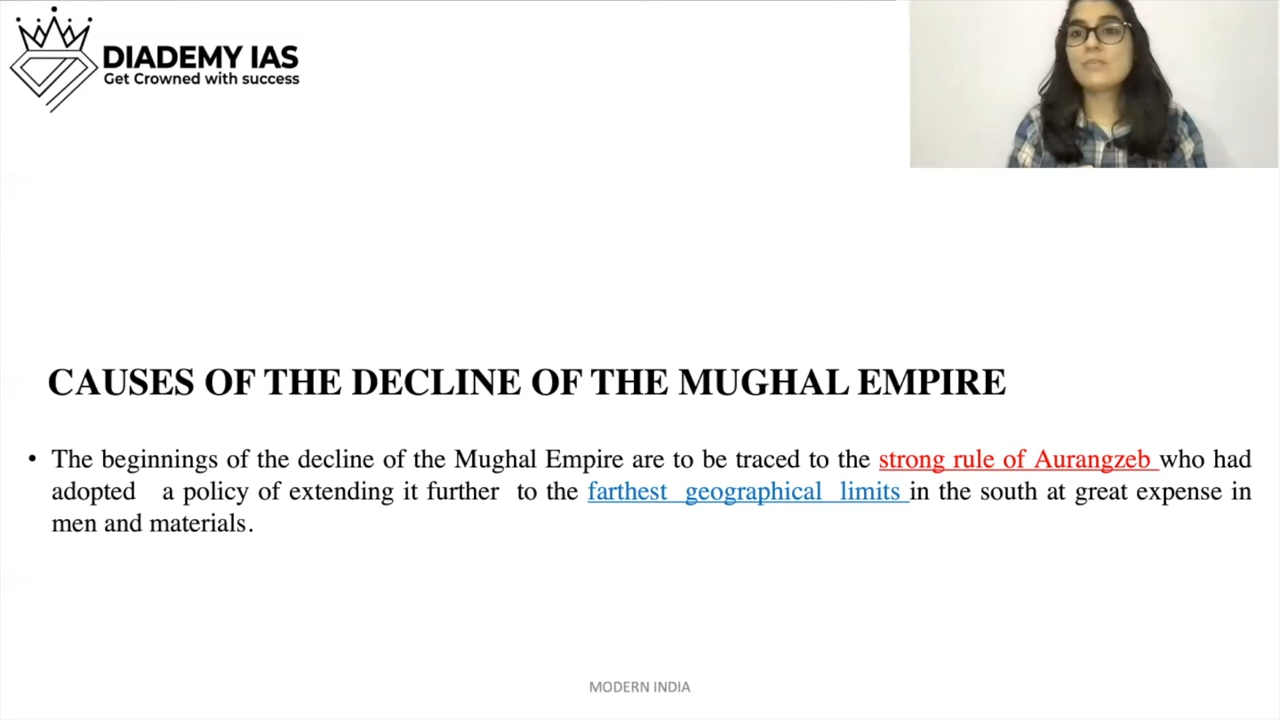 DIADEMY IAS
Get Crowned with success
CAUSES OF THE DECLINE OF THE MUGHAL EMPIRE
• The beginnings of the decline of the Mughal Empire are to be traced to the strong rule of Aurangzeb who had
adopted a policy of extending it further to the farthest geographical limits in the south at great expense in
men and materials.
MODERN INDIA